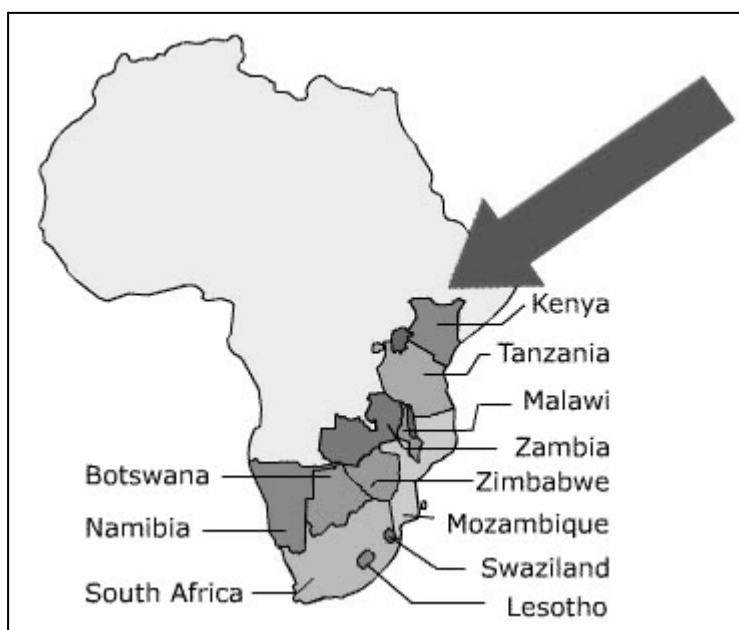 Kenya
Tanzania
Malawi
Zambia
Botswana
Zimbabwe
Namibia
Mozambique
Swaziland
South Africa
Lesotho